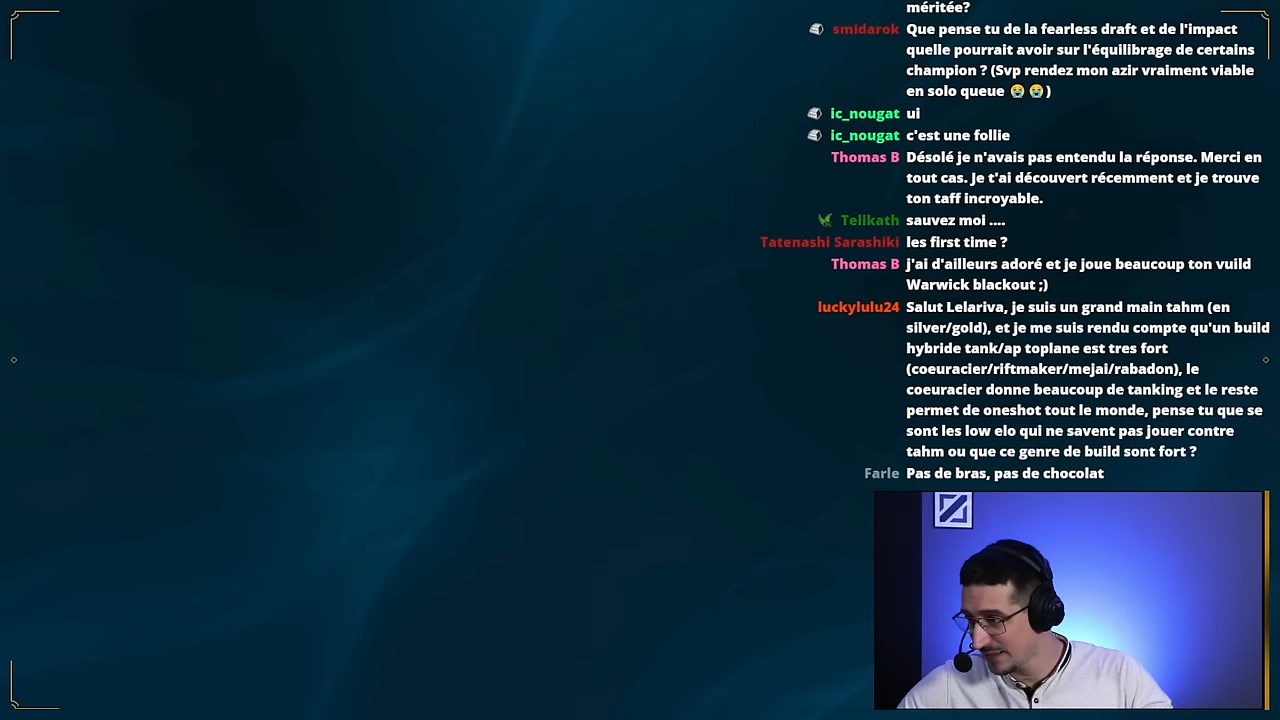 méritée?
smidarok Que pense tu de la fearless draft et de l'impact
quelle pourrait avoir sur l'équilibrage de certains
champion ? (Svp rendez mon azir vraiment viable
en solo queue 😭😭)
ic_nougat ui
ic_nougat c'est une follie
Thomas B Désolé je n'avais pas entendu la réponse. Merci en
tout cas. Je t'ai découvert récemment et je trouve
ton taff incroyable.
Telikath sauvez moi ....
Tatenashi Sarashiki les first time ?
Thomas B j'ai d'ailleurs adoré et je joue beaucoup ton vuild
Warwick blackout ;)
luckylulu24 Salut Lelariva, je suis un grand main tahm (en
silver/gold), et je me suis rendu compte qu'un build
hybride tank/ap toplane est tres fort
(coeuracier/riftmaker/mejai/rabadon), le
coeuracier donne beaucoup de tanking et le reste
permet de oneshot tout le monde, pense tu que se
sont les low elo qui ne savent pas jouer contre
tahm ou que ce genre de build sont fort ?
Farle Pas de bras, pas de chocolat